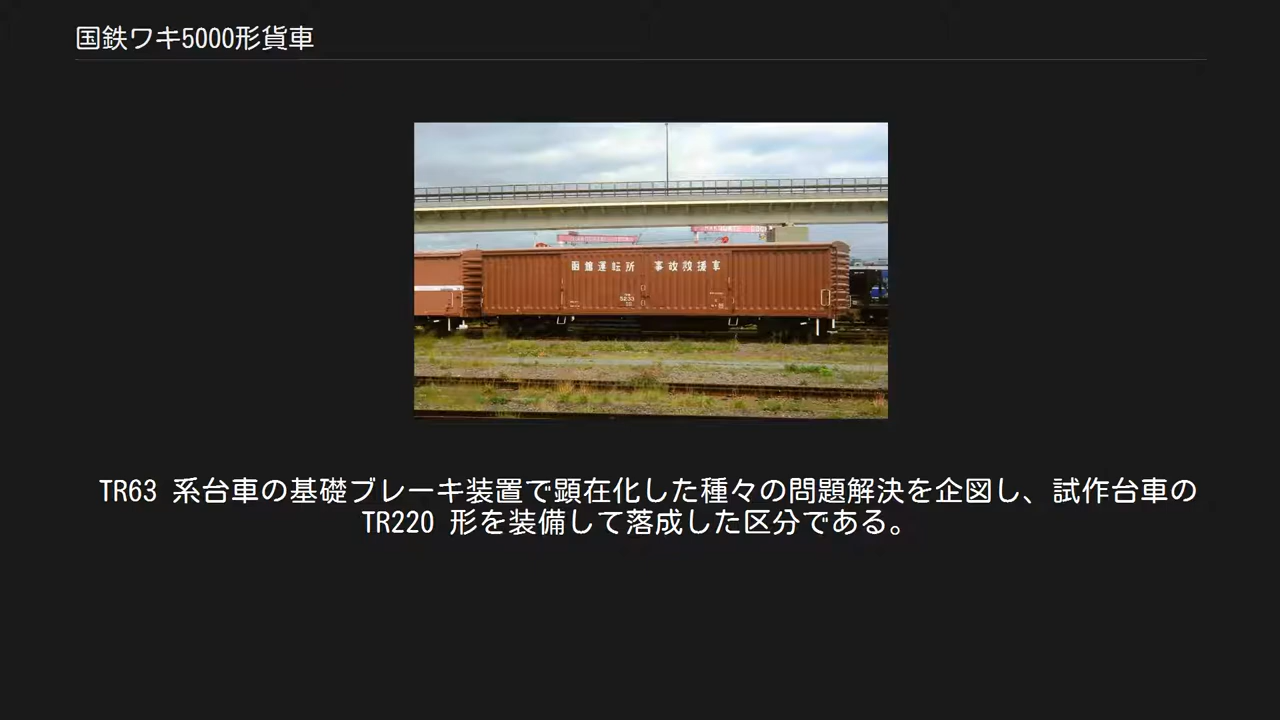 国鉄ワキ5000形貨車
函館運転所 事故救援車
5233
TR63 系台車の基礎ブレーキ装置で顕在化した種々の問題解決を企図し、試作台車の
TR220 形を装備して落成した区分である。